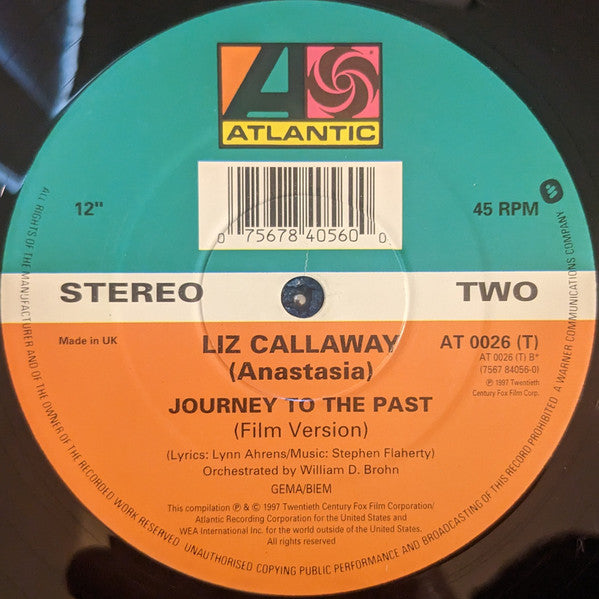 ATLANTIC
0 75678 40560 0
12"
45 RPM
STEREO
TWO
Made in UK
LIZ CALLAWAY
(Anastasia)
AT 0026 (T)
AT 0026 (T) B*
(7567 84056-0)
℗ 1997 Twentieth
Century Fox Film Corp.
JOURNEY TO THE PAST
(Film Version)
(Lyrics: Lynn Ahrens/Music: Stephen Flaherty)
Orchestrated by William D. Brohn
GEMA/BIEM
This compilation ℗ & © 1997 Twentieth Century Fox Film Corporation/
Atlantic Recording Corporation for the United States and
WEA International Inc. for the world outside of the United States.
All rights reserved
ALL RIGHTS OF THE MANUFACTURER AND OF THE OWNER OF THE RECORDED WORK RESERVED. UNAUTHORISED COPYING PUBLIC PERFORMANCE AND BROADCASTING OF THIS RECORD PROHIBITED. A WARNER COMMUNICATIONS COMPANY